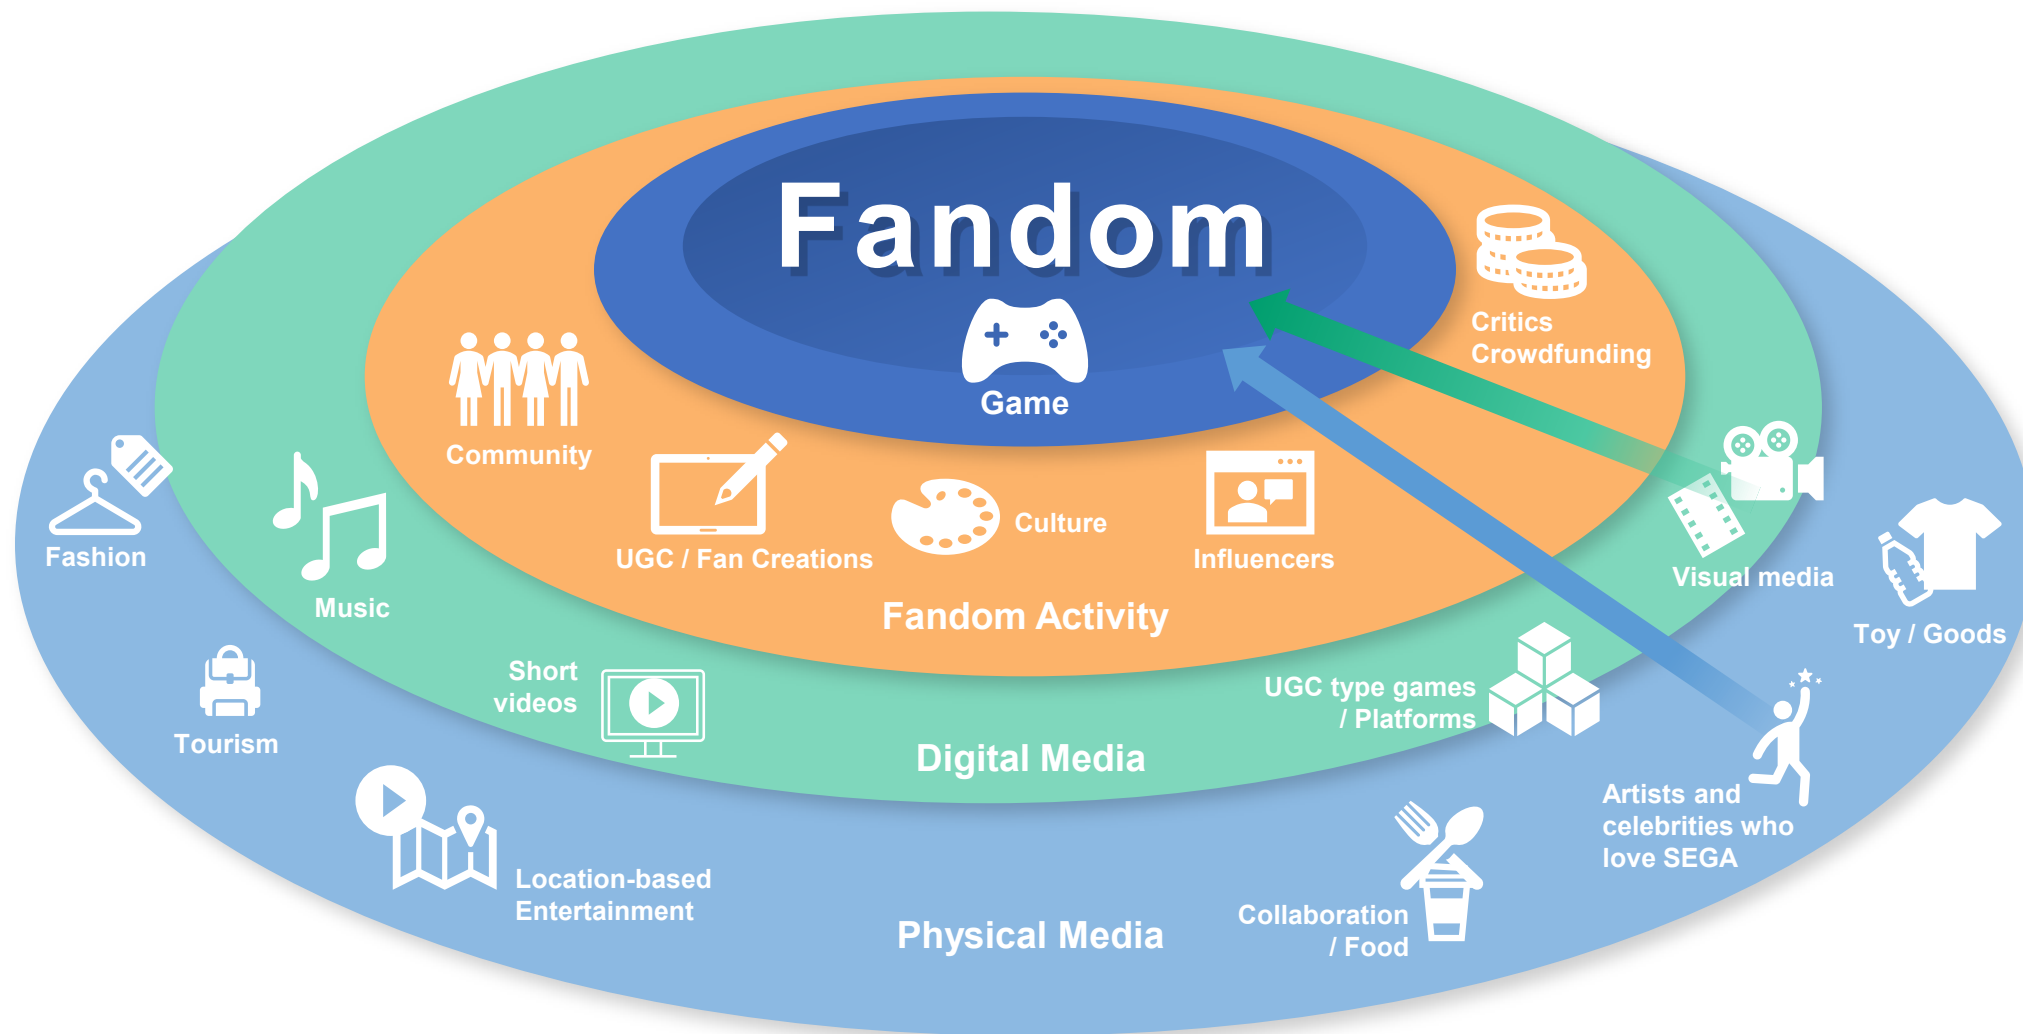 Fandom
Game
Critics
Crowdfunding
Community
UGC / Fan Creations
Culture
Influencers
Fandom Activity
Fashion
Music
Visual media
Toy / Goods
Short
videos
UGC type games
/ Platforms
Tourism
Digital Media
Artists and
celebrities who
love SEGA
Location-based
Entertainment
Physical Media
Collaboration
/ Food